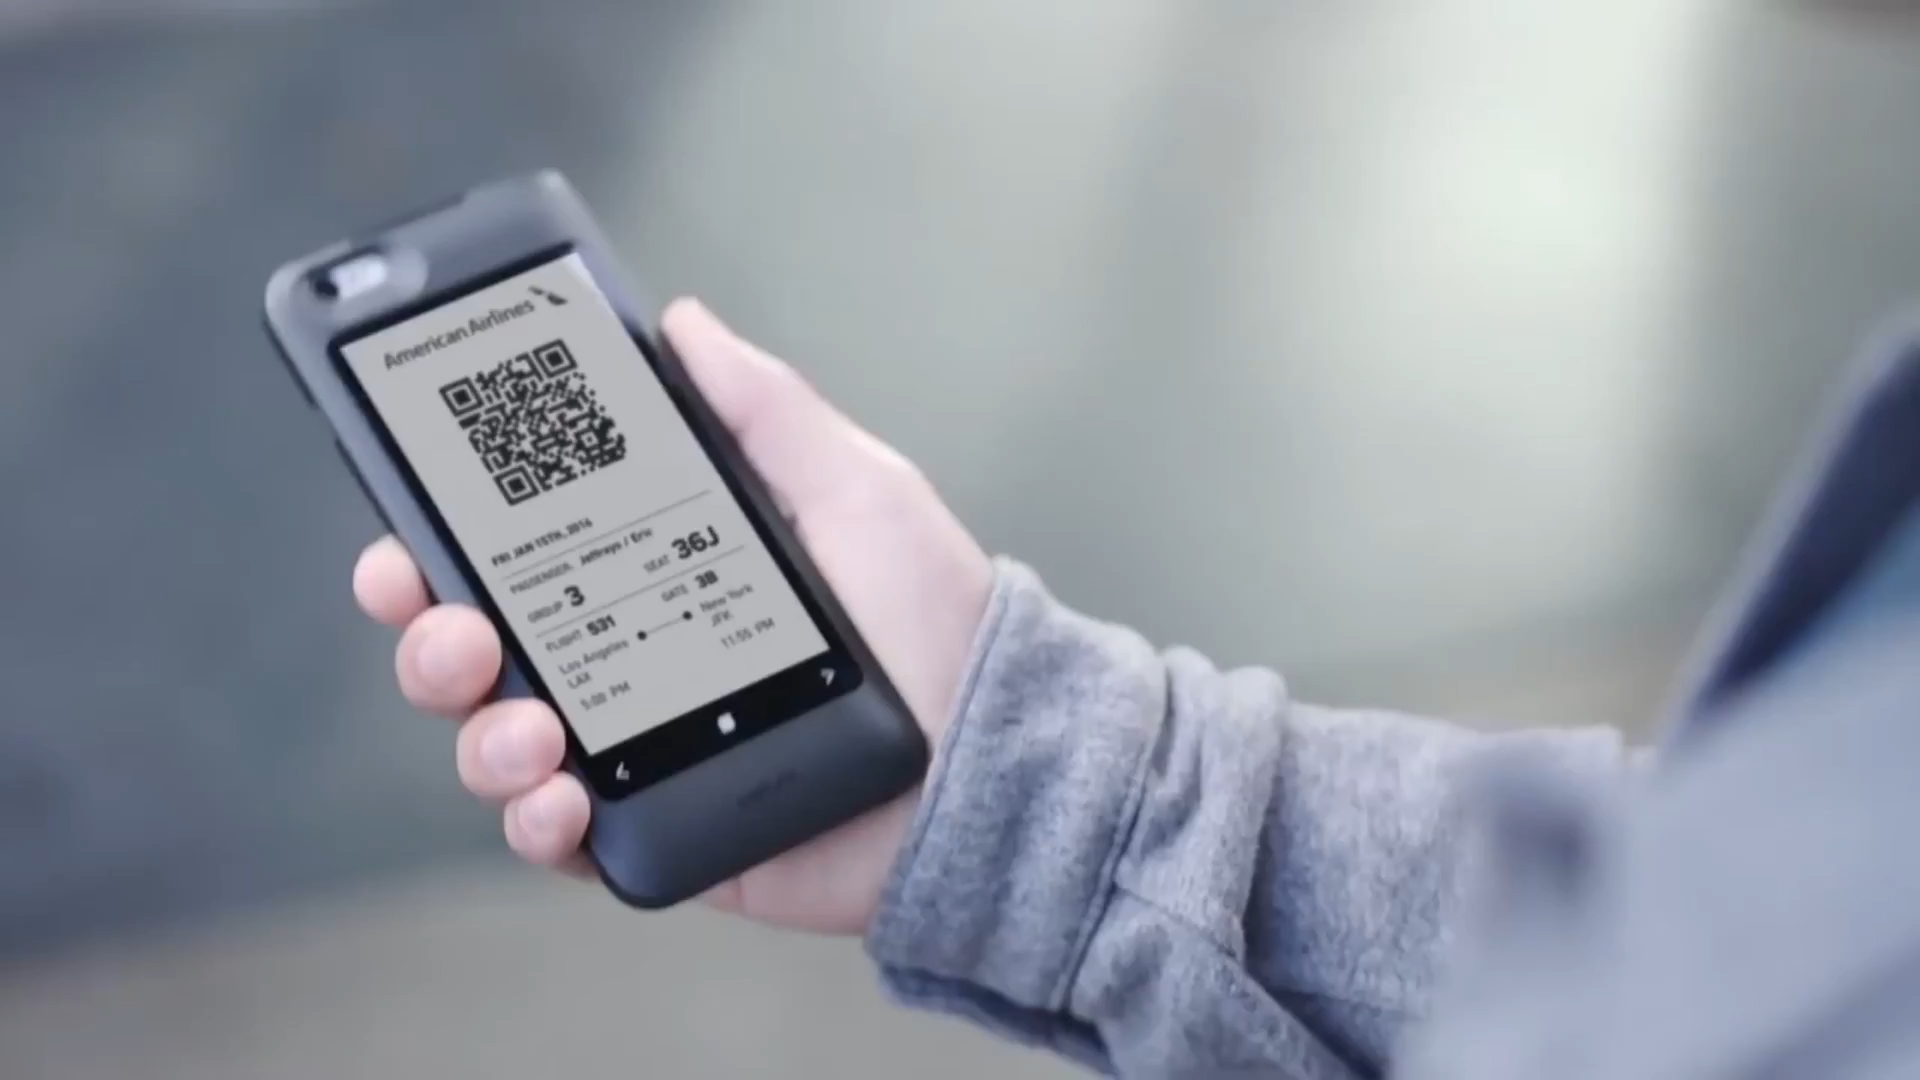 American Airlines
FRI JAN 15TH, 2016
PASSENGER Jeffreys / Eric
GROUP 3 SEAT 36J
FLIGHT 531 GATE 3B
Los Angeles New York
LAX JFK
5:00 PM 11:55 PM